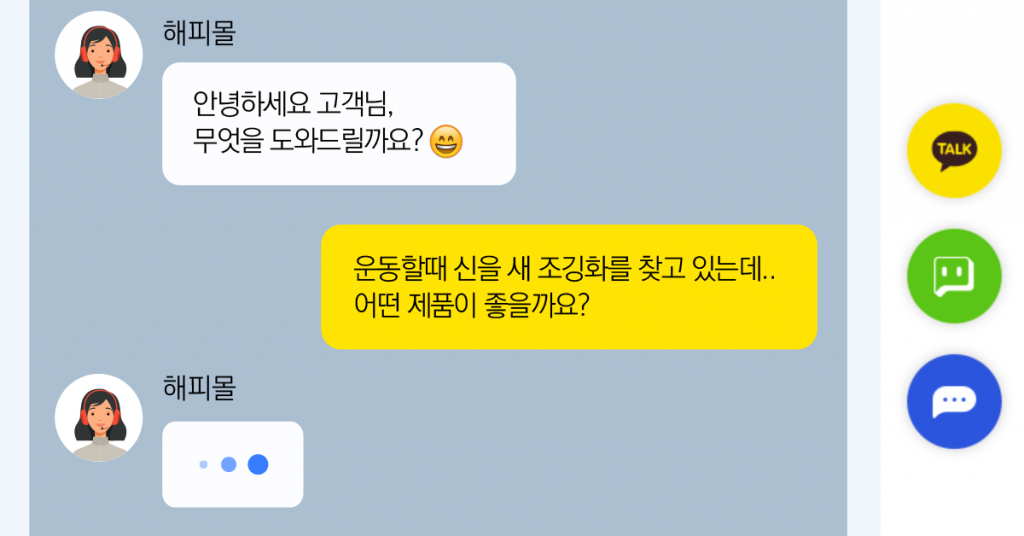 해피몰
안녕하세요 고객님,
무엇을 도와드릴까요? 😄
운동할때 신을 새 조깅화를 찾고 있는데..
어떤 제품이 좋을까요?
해피몰
TALK